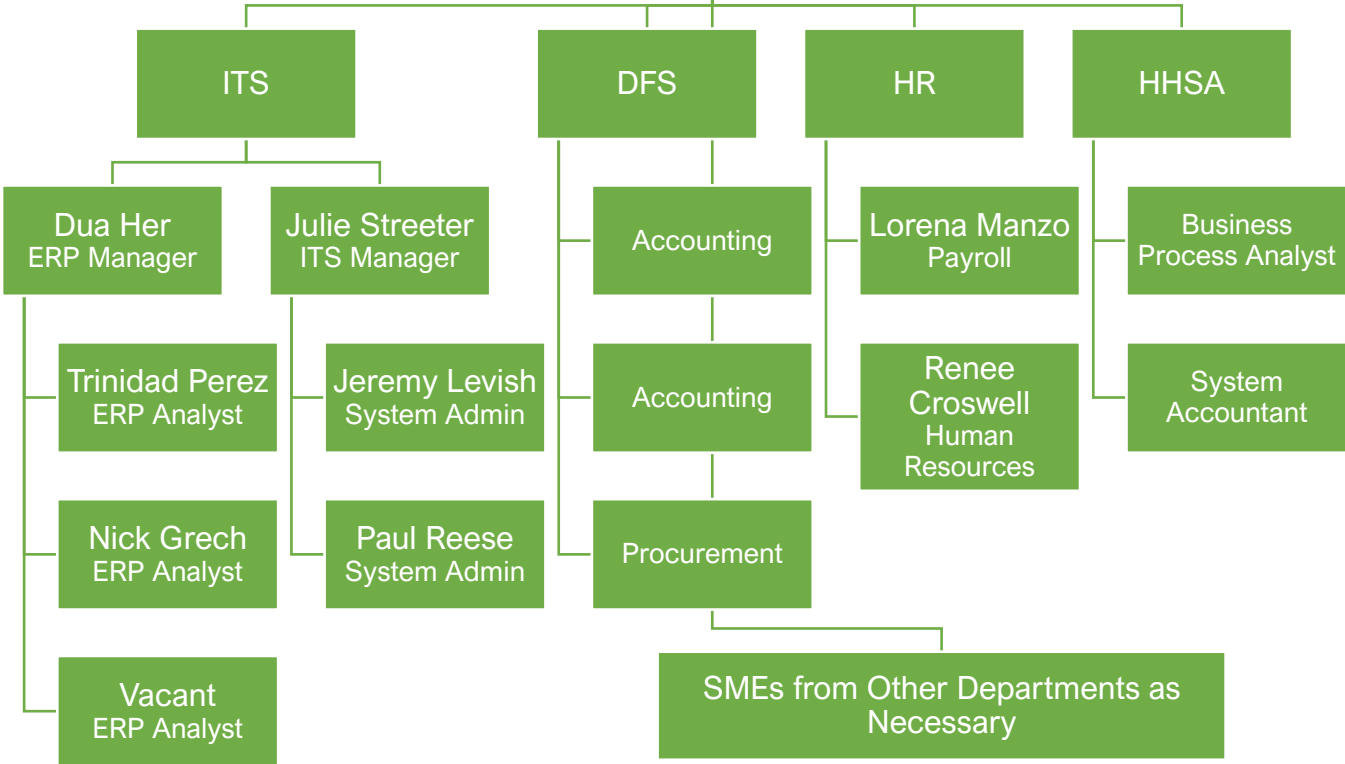 ITS
DFS
HR
HHSA
Dua Her
ERP Manager
Julie Streeter
ITS Manager
Accounting
Lorena Manzo
Payroll
Business
Process Analyst
Trinidad Perez
ERP Analyst
Jeremy Levish
System Admin
Accounting
Renee
Croswell
Human
Resources
System
Accountant
Nick Grech
ERP Analyst
Paul Reese
System Admin
Procurement
Vacant
ERP Analyst
SMEs from Other Departments as
Necessary